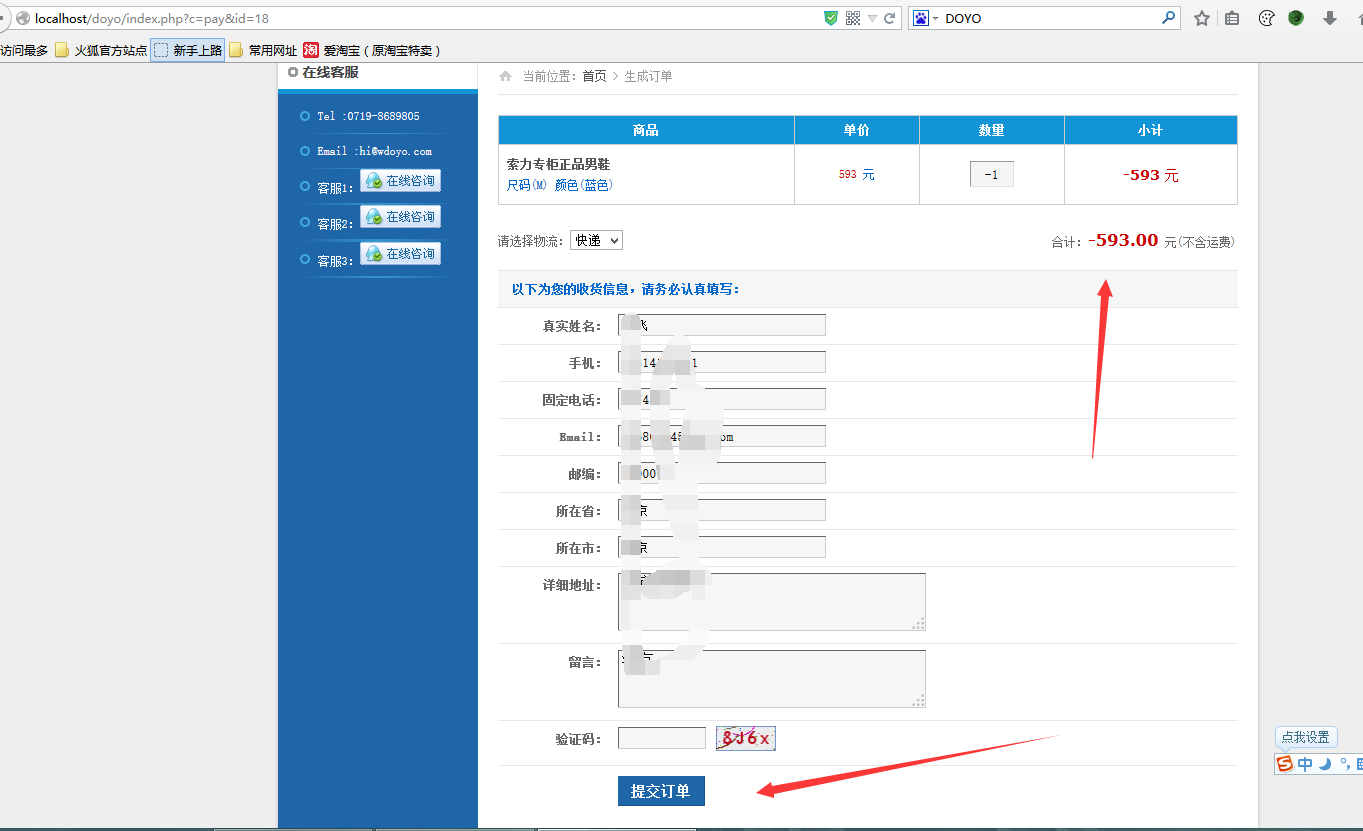 localhost/doyo/index.php?c=pay&id=18
DOYO
访问最多 火狐官方站点 新手上路 常用网址 淘 爱淘宝（原淘宝特卖）
在线客服
当前位置：首页 > 生成订单
Tel :0719-8689805
Email :hi@wdoyo.com
客服1： 在线咨询
客服2： 在线咨询
客服3： 在线咨询
商品 单价 数量 小计
索力专柜正品男鞋
尺码(M) 颜色(蓝色)
593 元 -1 -593 元
请选择物流： 快递 合计：-593.00 元(不含运费)
以下为您的收货信息，请务必认真填写：
真实姓名： 飞
手机：
固定电话：
Email：
邮编：
所在省： 京
所在市： 京
详细地址：
留言：
验证码： 8J6x
提交订单
点我设置
S 中